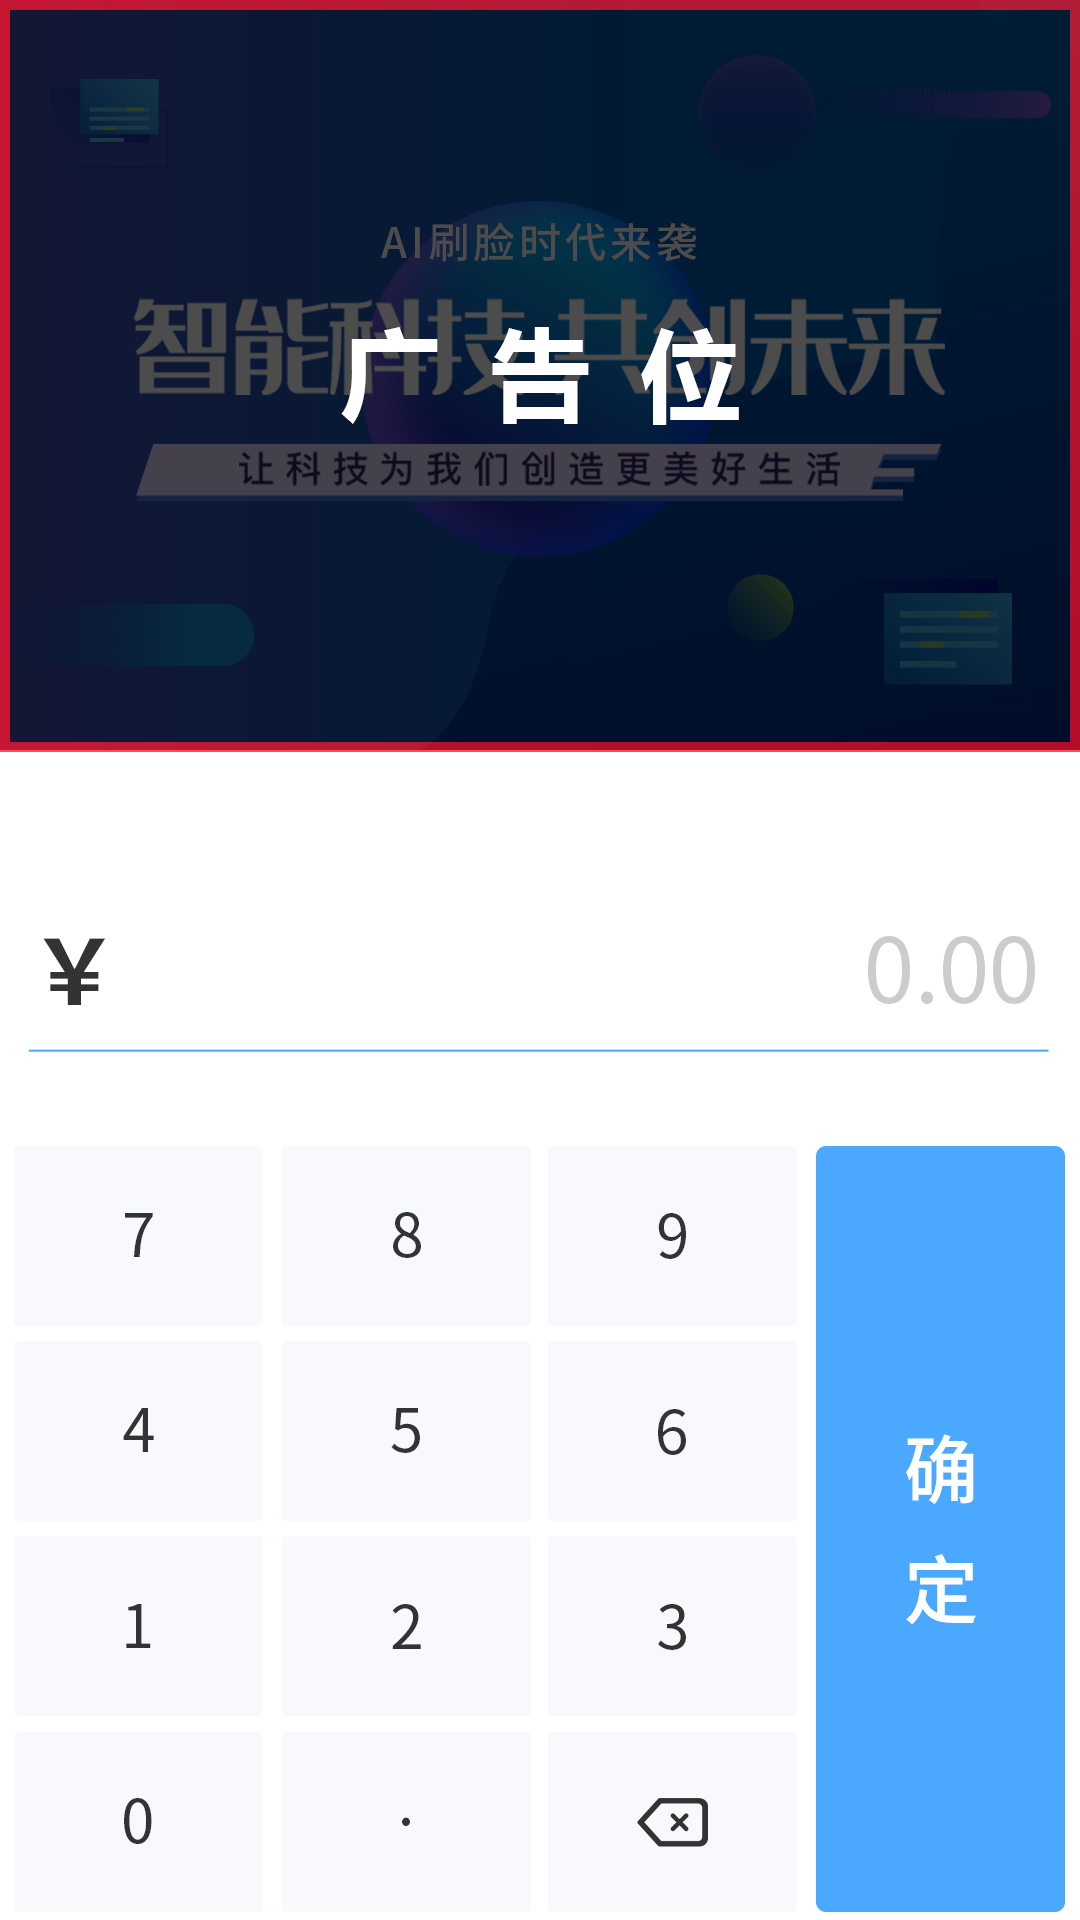 AI刷脸时代来袭
智能科技 共创未来
广告位
让科技为我们创造更美好生活
¥ 0.00
7 8 9
4 5 6
确
1 2 3
定
0 .